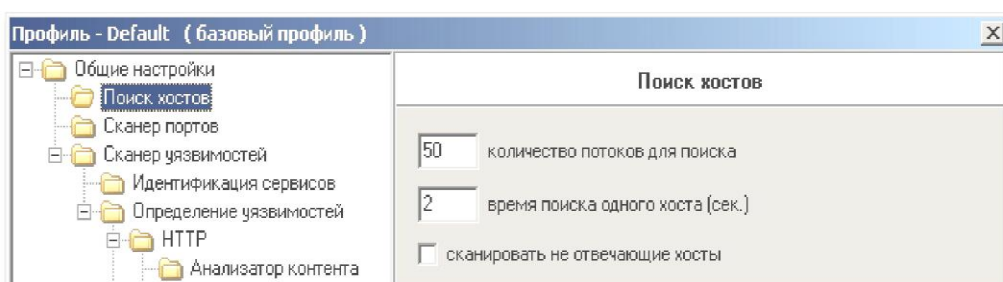 Профиль - Default ( базовый профиль )
Общие настройки
Поиск хостов
Сканер портов
Сканер уязвимостей
Идентификация сервисов
Определение уязвимостей
HTTP
Анализатор контента
Поиск хостов
50 количество потоков для поиска
2 время поиска одного хоста (сек.)
сканировать не отвечающие хосты